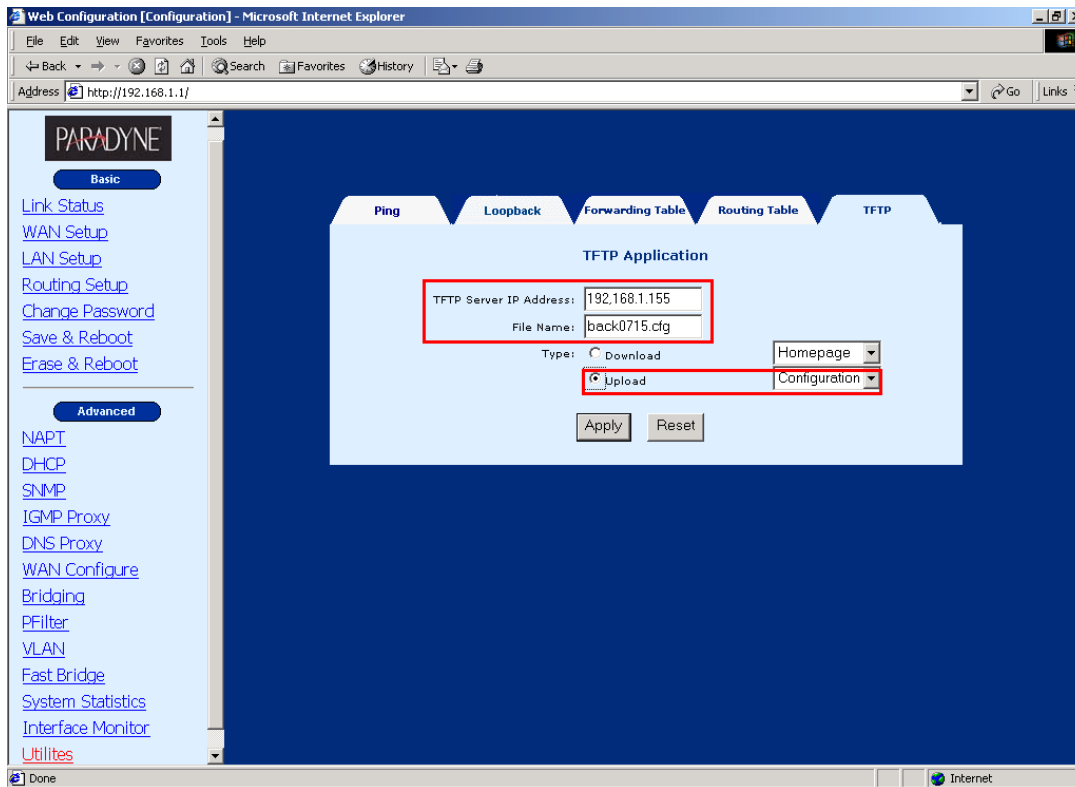 Web Configuration [Configuration] - Microsoft Internet Explorer
File Edit View Favorites Tools Help
Back Search Favorites History
Address http://192.168.1.1/ Go Links
PARADYNE
Basic
Link Status
WAN Setup
LAN Setup
Routing Setup
Change Password
Save & Reboot
Erase & Reboot
Advanced
NAPT
DHCP
SNMP
IGMP Proxy
DNS Proxy
WAN Configure
Bridging
PFilter
VLAN
Fast Bridge
System Statistics
Interface Monitor
Utilites
Ping Loopback Forwarding Table Routing Table TFTP
TFTP Application
TFTP Server IP Address: 192,168.1.155
File Name: back0715.cfg
Type: Download Homepage
Upload Configuration
Apply Reset
Done Internet